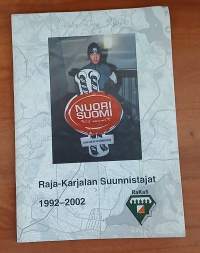 NUORI
SUOMI
Raja-Karjalan Suunnistajat
1992–2002
RaKaS